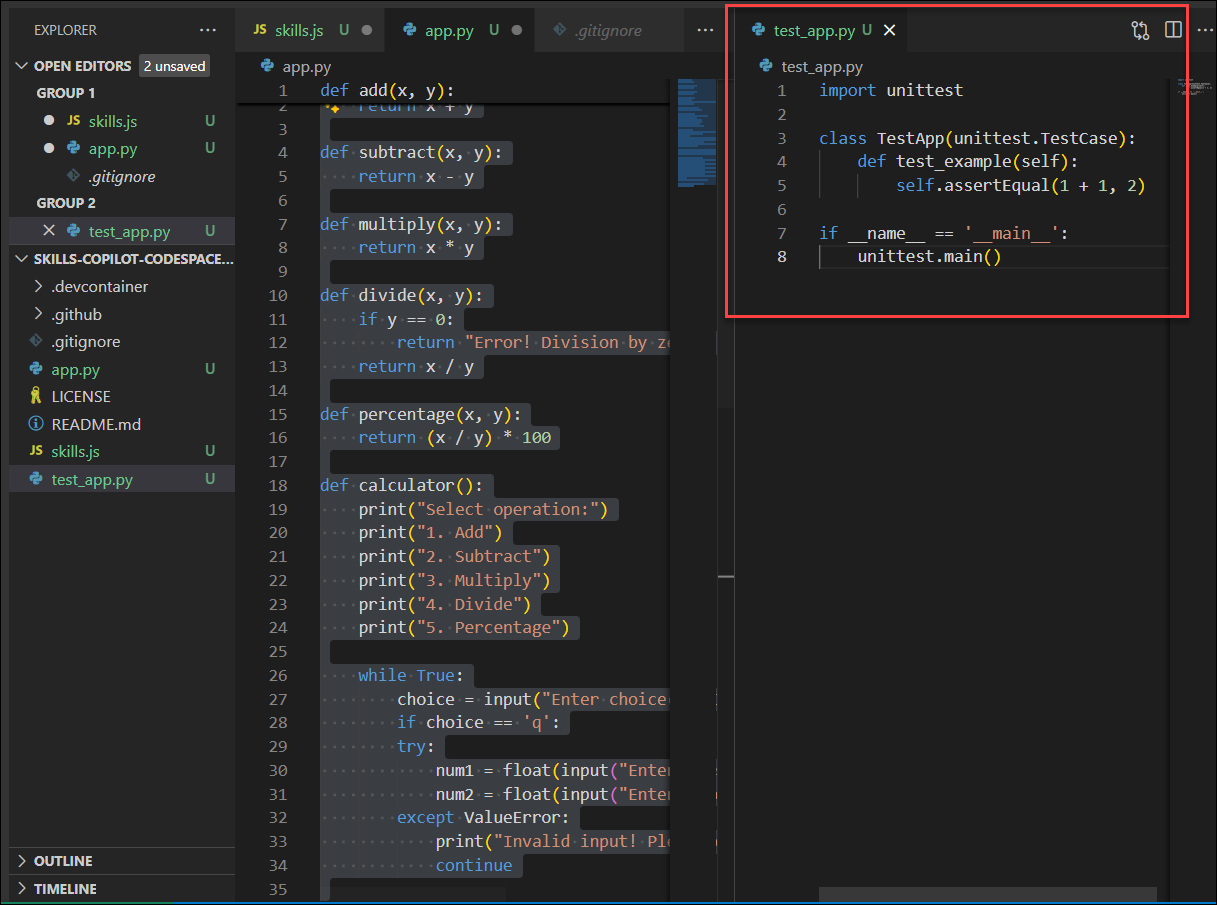 EXPLORER ...
OPEN EDITORS 2 unsaved
GROUP 1
JS skills.js U
app.py U
.gitignore
GROUP 2
test_app.py U
SKILLS-COPILOT-CODESPACE...
.devcontainer
.github
.gitignore
app.py U
LICENSE
README.md
JS skills.js U
test_app.py U
OUTLINE
TIMELINE
JS skills.js U
app.py U
.gitignore
...
app.py
1 def add(x, y):
2 return x + y
3
4 def subtract(x, y):
5 return x - y
6
7 def multiply(x, y):
8 return x * y
9
10 def divide(x, y):
11 if y == 0:
12 return "Error! Division by ze
13 return x / y
14
15 def percentage(x, y):
16 return (x / y) * 100
17
18 def calculator():
19 print("Select operation:")
20 print("1. Add")
21 print("2. Subtract")
22 print("3. Multiply")
23 print("4. Divide")
24 print("5. Percentage")
25
26 while True:
27 choice = input("Enter choice
28 if choice == 'q':
29 try:
30 num1 = float(input("Enter
31 num2 = float(input("Enter
32 except ValueError:
33 print("Invalid input! Ple
34 continue
35
test_app.py U
...
test_app.py
1 import unittest
2
3 class TestApp(unittest.TestCase):
4 def test_example(self):
5 self.assertEqual(1 + 1, 2)
6
7 if __name__ == '__main__':
8 unittest.main()